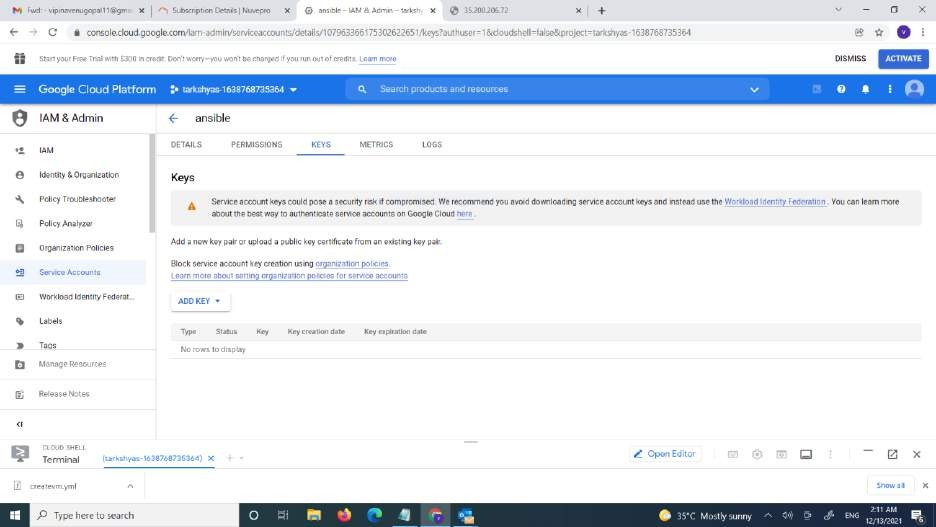 Fwd: - vipinavenugopal11@gma
Subscription Details | Nuvepro
ansible – IAM & Admin – tarksh
35.200.206.72
console.cloud.google.com/iam-admin/serviceaccounts/details/107963366175302622651/keys?authuser=1&cloudshell=false&project=tarkshyas-1638768735364
Start your Free Trial with $300 in credit. Don't worry—you won't be charged if you run out of credits. Learn more
DISMISS
ACTIVATE
Google Cloud Platform
tarkshyas-1638768735364
Search products and resources
IAM & Admin
ansible
DETAILS PERMISSIONS KEYS METRICS LOGS
IAM
Identity & Organization
Policy Troubleshooter
Policy Analyzer
Organization Policies
Service Accounts
Workload Identity Federat...
Labels
Tags
Manage Resources
Release Notes
Keys
Service account keys could pose a security risk if compromised. We recommend you avoid downloading service account keys and instead use the Workload Identity Federation . You can learn more
about the best way to authenticate service accounts on Google Cloud here .
Add a new key pair or upload a public key certificate from an existing key pair.
Block service account key creation using organization policies.
Learn more about setting organization policies for service accounts
ADD KEY
Type Status Key Key creation date Key expiration date
No rows to display
CLOUD SHELL
Terminal
(tarkshyas-1638768735364)
Open Editor
createvm.yml
Show all
Type here to search
35°C Mostly sunny
ENG
2:11 AM
12/13/2021
6